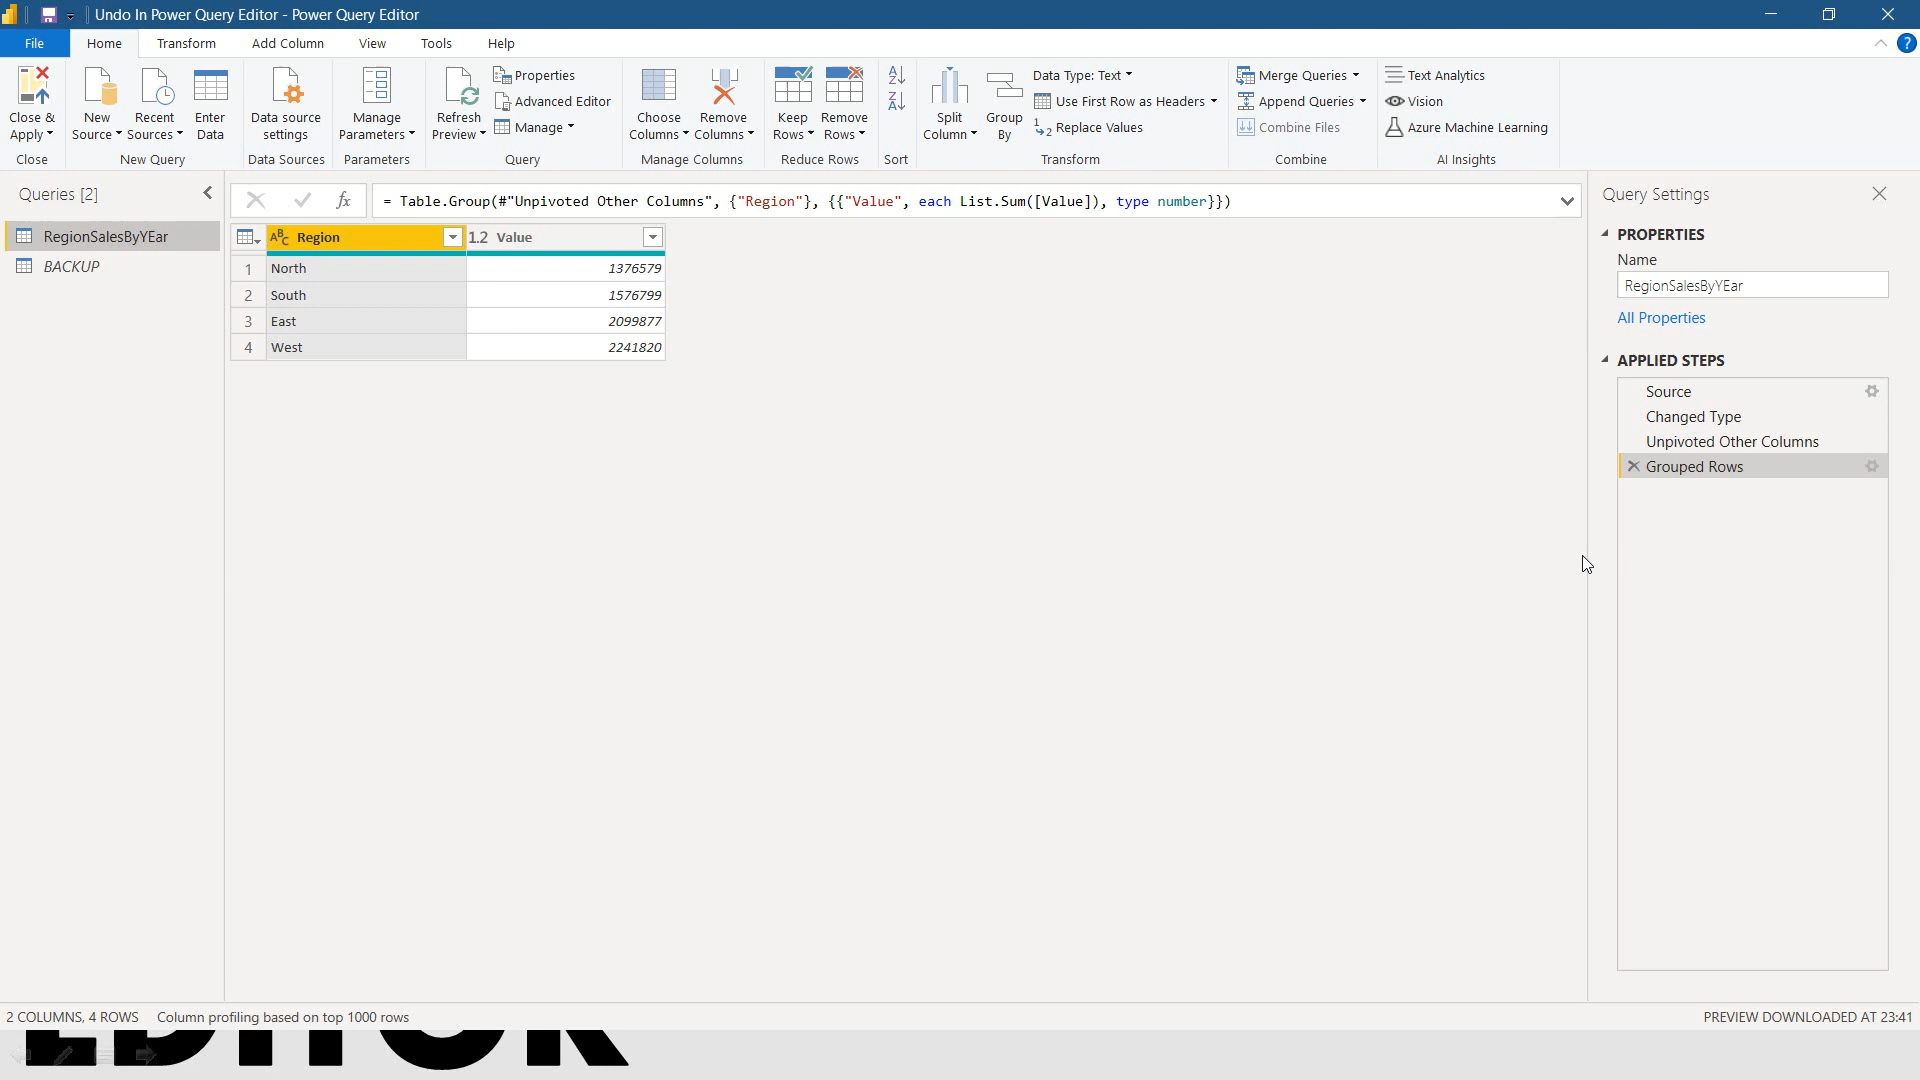 Undo In Power Query Editor - Power Query Editor
File Home Transform Add Column View Tools Help
Close & Apply
New Source
Recent Sources
Enter Data
Data source settings
Manage Parameters
Refresh Preview
Properties
Advanced Editor
Manage
Choose Columns
Remove Columns
Keep Rows
Remove Rows
Split Column
Group By
Data Type: Text
Use First Row as Headers
Replace Values
Merge Queries
Append Queries
Combine Files
Text Analytics
Vision
Azure Machine Learning
Close New Query Data Sources Parameters Query Manage Columns Reduce Rows Sort Transform Combine AI Insights
Queries [2]
RegionSalesByYEar
BACKUP
fx = Table.Group(#"Unpivoted Other Columns", {"Region"}, {{"Value", each List.Sum([Value]), type number}})
ABC Region 1.2 Value
1 North 1376579
2 South 1576799
3 East 2099877
4 West 2241820
Query Settings
PROPERTIES
Name
RegionSalesByYEar
All Properties
APPLIED STEPS
Source
Changed Type
Unpivoted Other Columns
Grouped Rows
2 COLUMNS, 4 ROWS Column profiling based on top 1000 rows PREVIEW DOWNLOADED AT 23:41
EDITOR